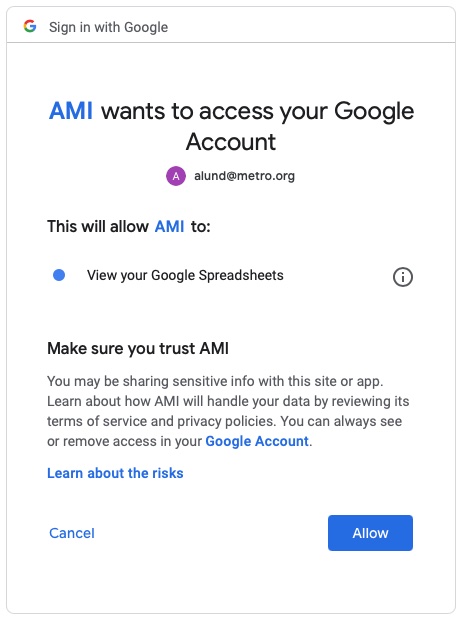 Sign in with Google
AMI wants to access your Google
Account
A alund@metro.org
This will allow AMI to:
View your Google Spreadsheets
Make sure you trust AMI
You may be sharing sensitive info with this site or app.
Learn about how AMI will handle your data by reviewing its
terms of service and privacy policies. You can always see
or remove access in your Google Account.
Learn about the risks
Cancel
Allow